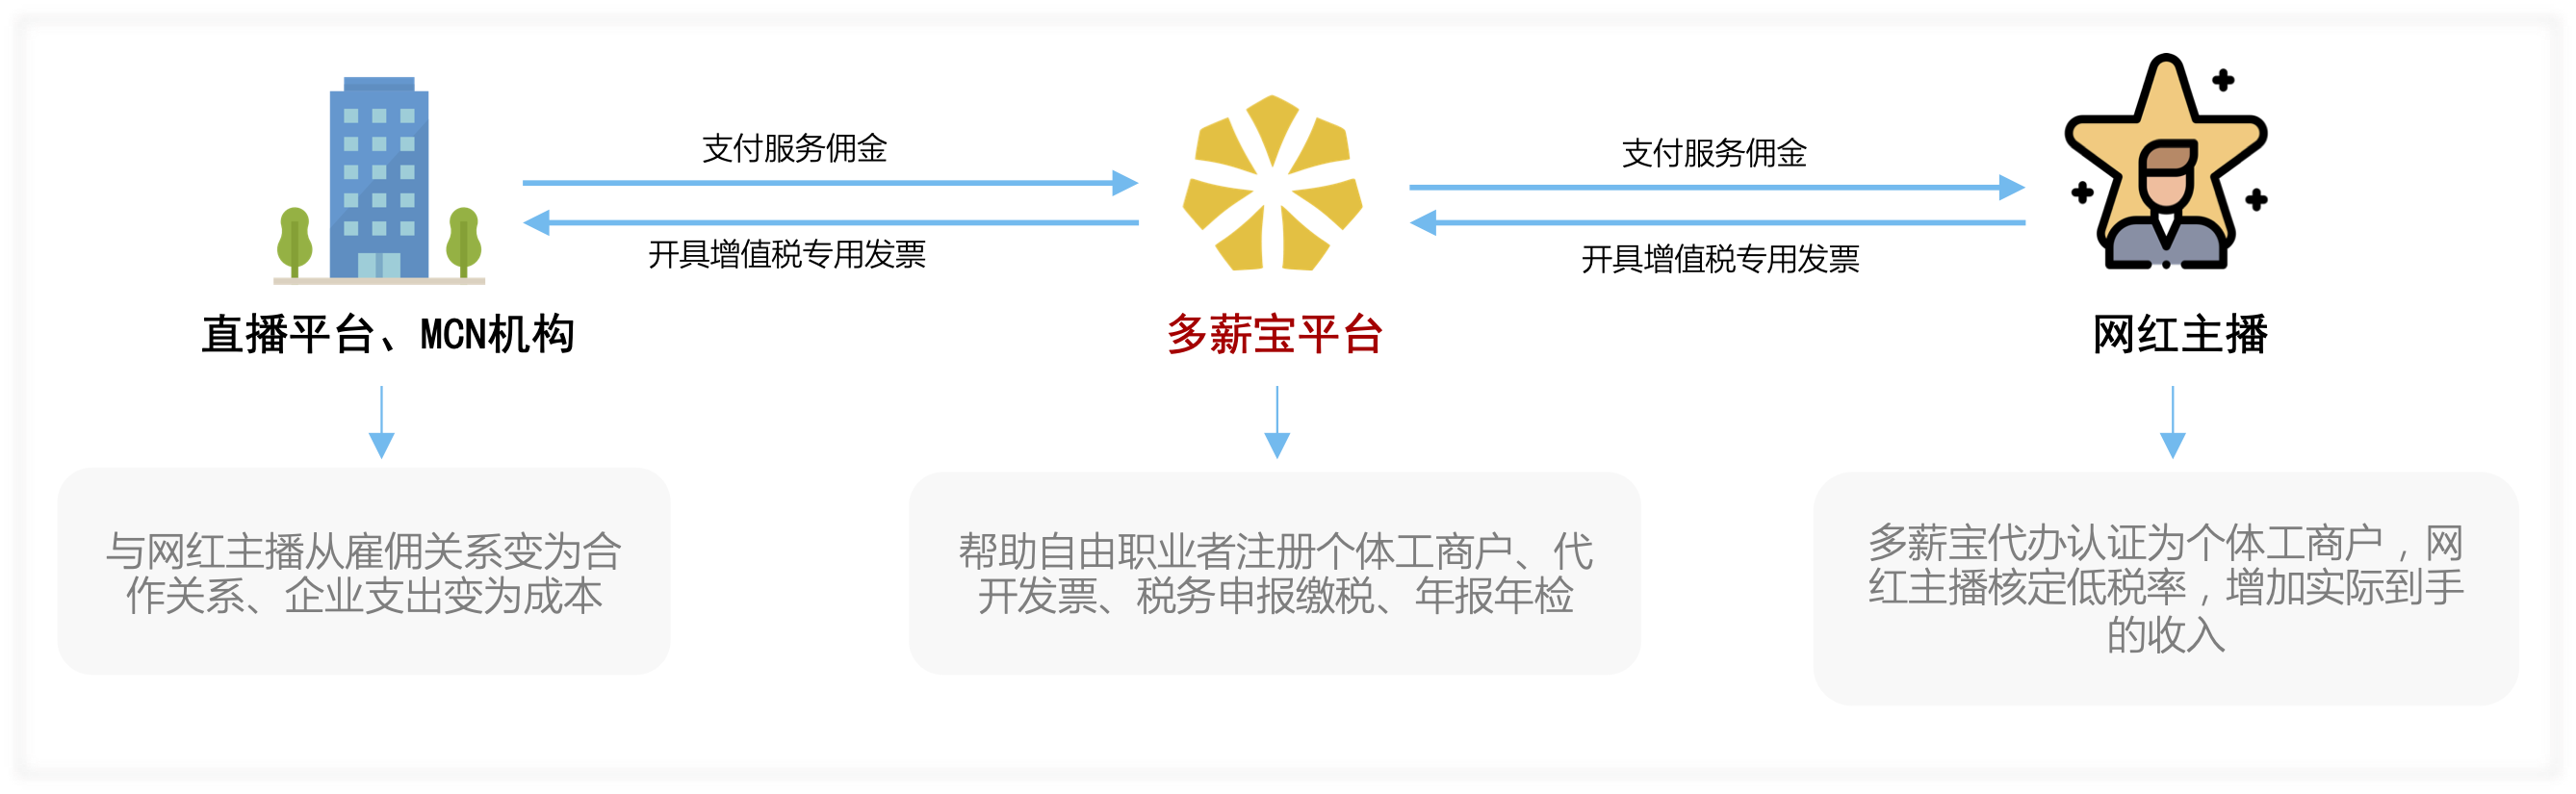 支付服务佣金
支付服务佣金
开具增值税专用发票
开具增值税专用发票
直播平台、MCN机构
多薪宝平台
网红主播
与网红主播从雇佣关系变为合
作关系、企业支出变为成本
帮助自由职业者注册个体工商户、代
开发票、税务申报缴税、年报年检
多薪宝代办认证为个体工商户，网
红主播核定低税率，增加实际到手
的收入